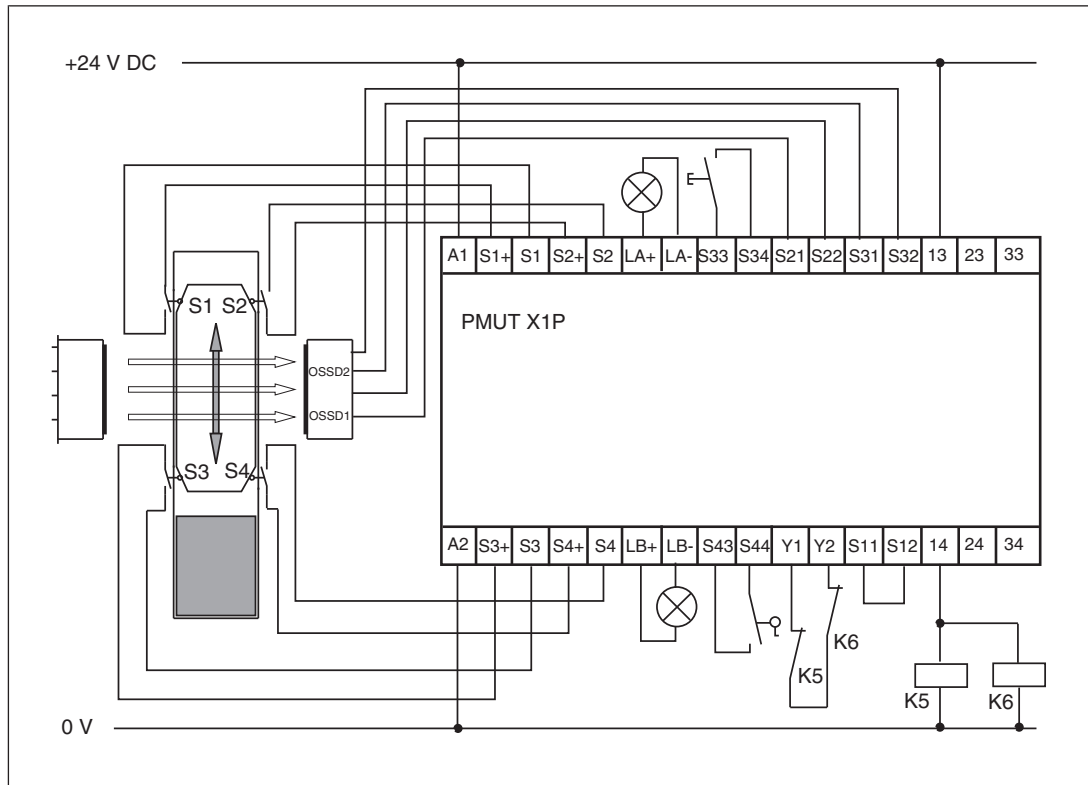 +24 V DC
A1 S1+ S1 S2+ S2 LA+ LA- S33 S34 S21 S22 S31 S32 13 23 33
S1 S2
PMUT X1P
OSSD2
OSSD1
S3 S4
A2 S3+ S3 S4+ S4 LB+ LB- S43 S44 Y1 Y2 S11 S12 14 24 34
K6
K5
K5 K6
0 V